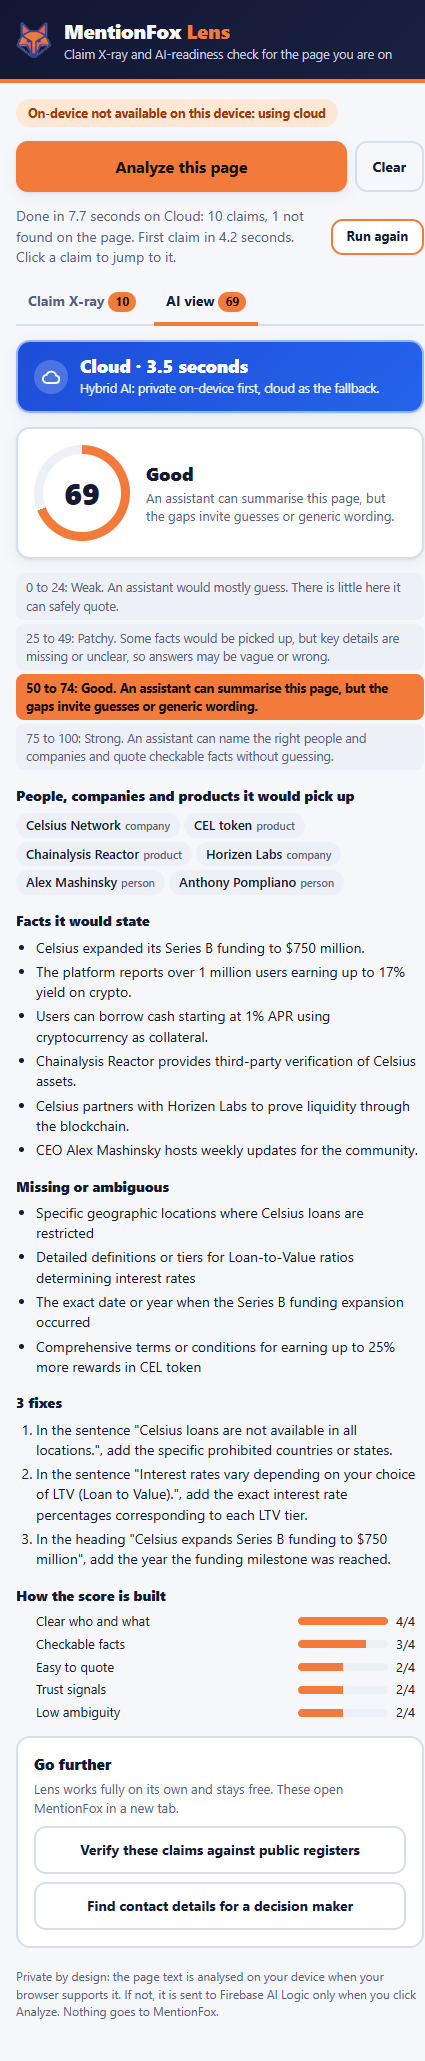 MentionFox Lens
Claim X-ray and AI-readiness check for the page you are on
On-device not available on this device: using cloud
Analyze this page
Clear
Done in 7.7 seconds on Cloud: 10 claims, 1 not
found on the page. First claim in 4.2 seconds.
Click a claim to jump to it.
Run again
Claim X-ray 10
AI view 69
Cloud · 3.5 seconds
Hybrid AI: private on-device first, cloud as the fallback.
69
Good
An assistant can summarise this page, but
the gaps invite guesses or generic wording.
0 to 24: Weak. An assistant would mostly guess. There is little here it
can safely quote.
25 to 49: Patchy. Some facts would be picked up, but key details are
missing or unclear, so answers may be vague or wrong.
50 to 74: Good. An assistant can summarise this page, but the
gaps invite guesses or generic wording.
75 to 100: Strong. An assistant can name the right people and
companies and quote checkable facts without guessing.
People, companies and products it would pick up
Celsius Network company
CEL token product
Chainalysis Reactor product
Horizen Labs company
Alex Mashinsky person
Anthony Pompliano person
Facts it would state
• Celsius expanded its Series B funding to $750 million.
• The platform reports over 1 million users earning up to 17%
yield on crypto.
• Users can borrow cash starting at 1% APR using
cryptocurrency as collateral.
• Chainalysis Reactor provides third-party verification of Celsius
assets.
• Celsius partners with Horizen Labs to prove liquidity through
the blockchain.
• CEO Alex Mashinsky hosts weekly updates for the community.
Missing or ambiguous
• Specific geographic locations where Celsius loans are
restricted
• Detailed definitions or tiers for Loan-to-Value ratios
determining interest rates
• The exact date or year when the Series B funding expansion
occurred
• Comprehensive terms or conditions for earning up to 25%
more rewards in CEL token
3 fixes
1. In the sentence "Celsius loans are not available in all
locations.", add the specific prohibited countries or states.
2. In the sentence "Interest rates vary depending on your choice
of LTV (Loan to Value).", add the exact interest rate
percentages corresponding to each LTV tier.
3. In the heading "Celsius expands Series B funding to $750
million", add the year the funding milestone was reached.
How the score is built
Clear who and what 4/4
Checkable facts 3/4
Easy to quote 2/4
Trust signals 2/4
Low ambiguity 2/4
Go further
Lens works fully on its own and stays free. These open
MentionFox in a new tab.
Verify these claims against public registers
Find contact details for a decision maker
Private by design: the page text is analysed on your device when your
browser supports it. If not, it is sent to Firebase AI Logic only when you click
Analyze. Nothing goes to MentionFox.